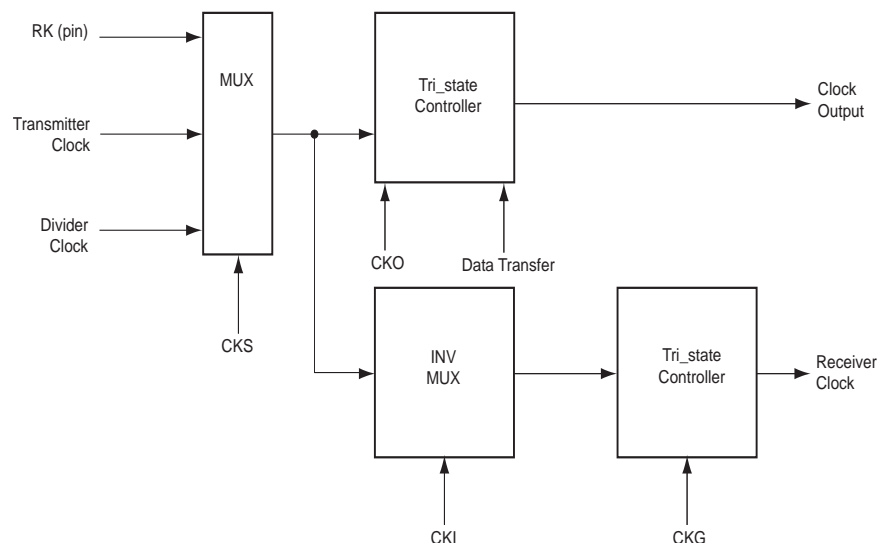 RK (pin)
MUX
Tri_state
Controller
Clock
Output
Transmitter
Clock
Divider
Clock
CKO
Data Transfer
CKS
INV
MUX
Tri_state
Controller
Receiver
Clock
CKI
CKG